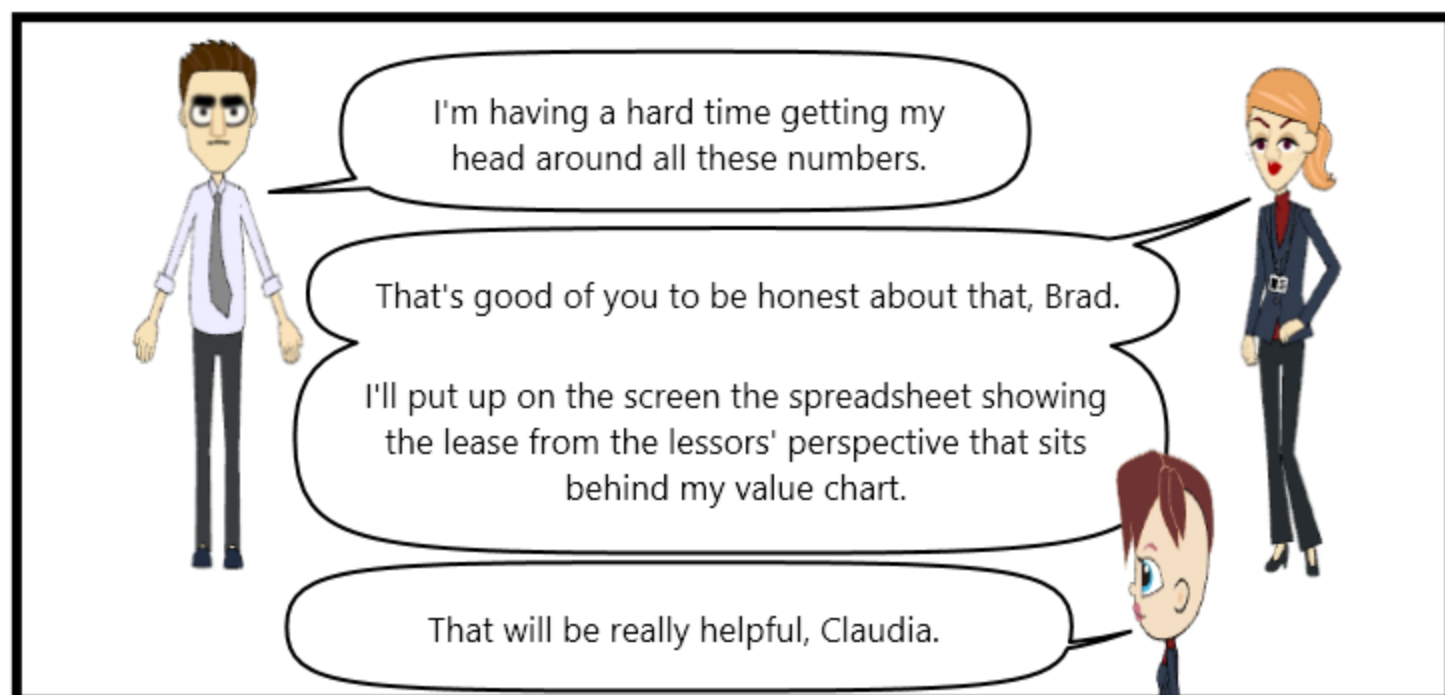 I'm having a hard time getting my
head around all these numbers.
That's good of you to be honest about that, Brad.
I'll put up on the screen the spreadsheet showing
the lease from the lessors' perspective that sits
behind my value chart.
That will be really helpful, Claudia.